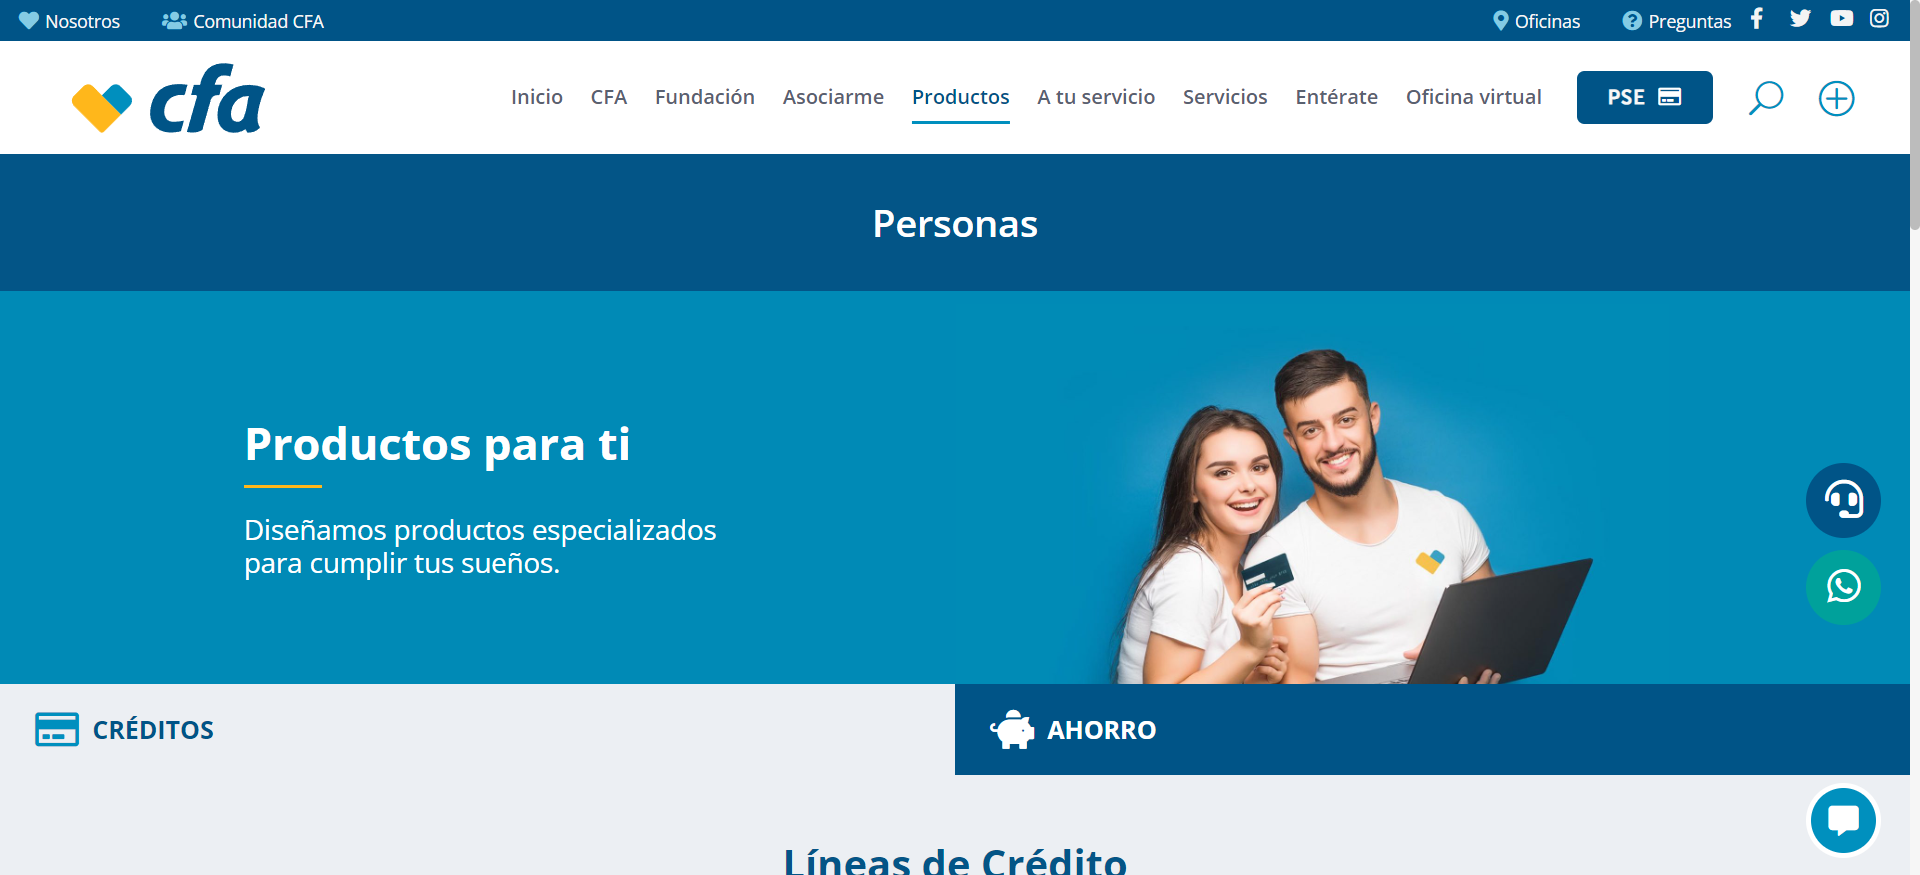 Nosotros
Comunidad CFA
Oficinas
Preguntas
cfa
Inicio
CFA
Fundación
Asociarme
Productos
A tu servicio
Servicios
Entérate
Oficina virtual
PSE
Personas
Productos para ti
Diseñamos productos especializados
para cumplir tus sueños.
CRÉDITOS
AHORRO
Líneas de Crédito